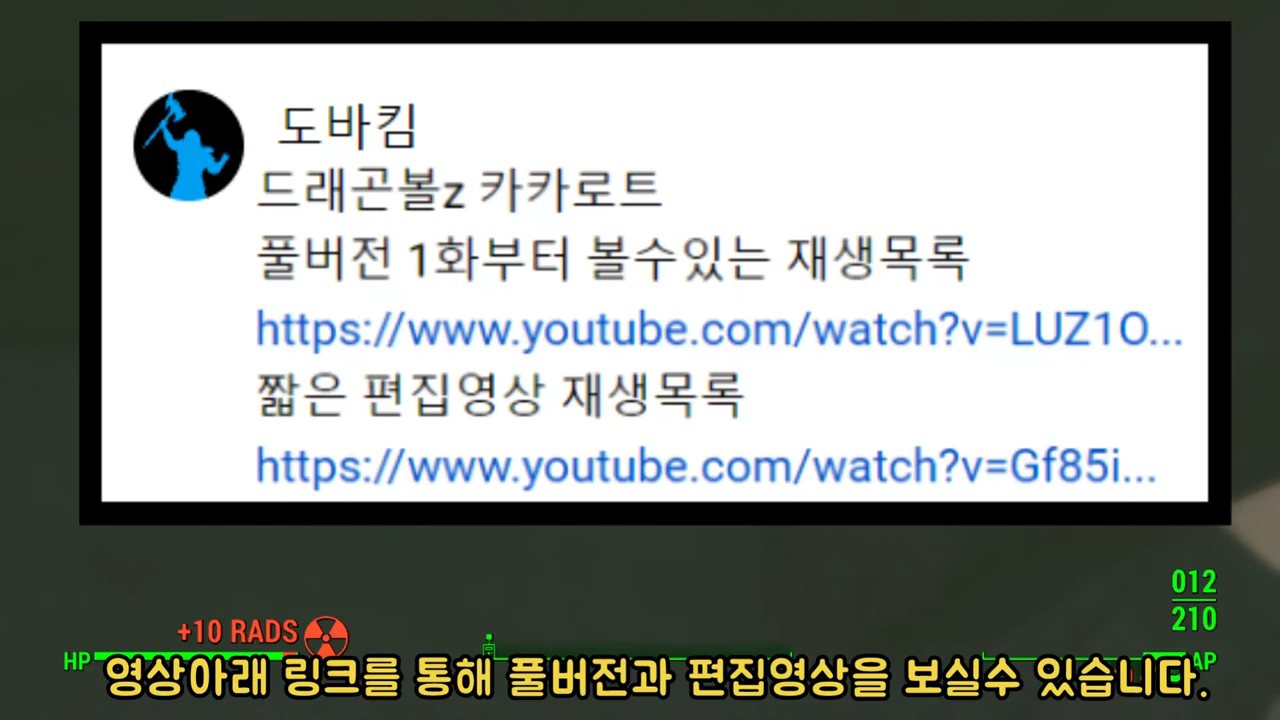 도바킴
드래곤볼z 카카로트
풀버전 1화부터 볼수있는 재생목록
https://www.youtube.com/watch?v=LUZ1O...
짧은 편집영상 재생목록
https://www.youtube.com/watch?v=Gf85i...
012
210
+10 RADS
HP
AP
영상아래 링크를 통해 풀버전과 편집영상을 보실수 있습니다.